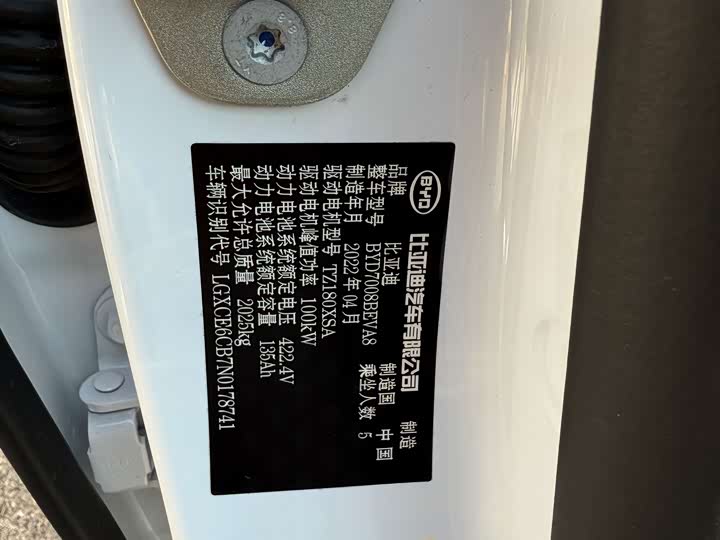 BYD 比亚迪汽车有限公司 制造
品牌 比亚迪 制造国 中国
整车型号 BYD7008BEVA8 乘坐人数 5
制造年月 2022年04月
驱动电机型号 TZ180XSA
驱动电机峰值功率 100kW
动力电池系统额定电压 422.4V
动力电池系统额定容量 135Ah
最大允许总质量 2025kg
车辆识别代号 LGXCE6CB7N0178741